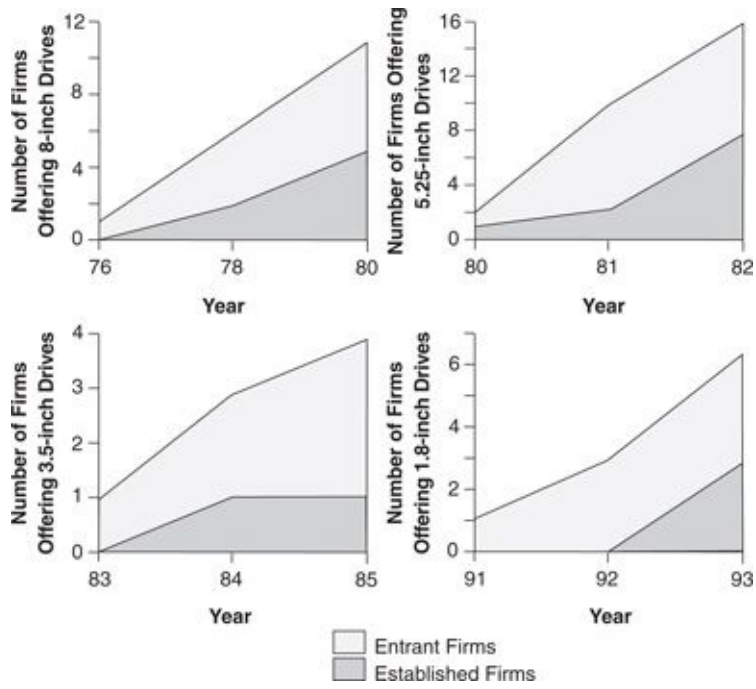 Number of Firms
Offering 8-inch Drives
12
8
4
0
76
78
80
Year
Number of Firms Offering
5.25-inch Drives
16
12
8
4
0
80
81
82
Year
Number of Firms
Offering 3.5-inch Drives
4
3
2
1
0
83
84
85
Year
Number of Firms
Offering 1.8-inch Drives
6
4
2
0
91
92
93
Year
Entrant Firms
Established Firms